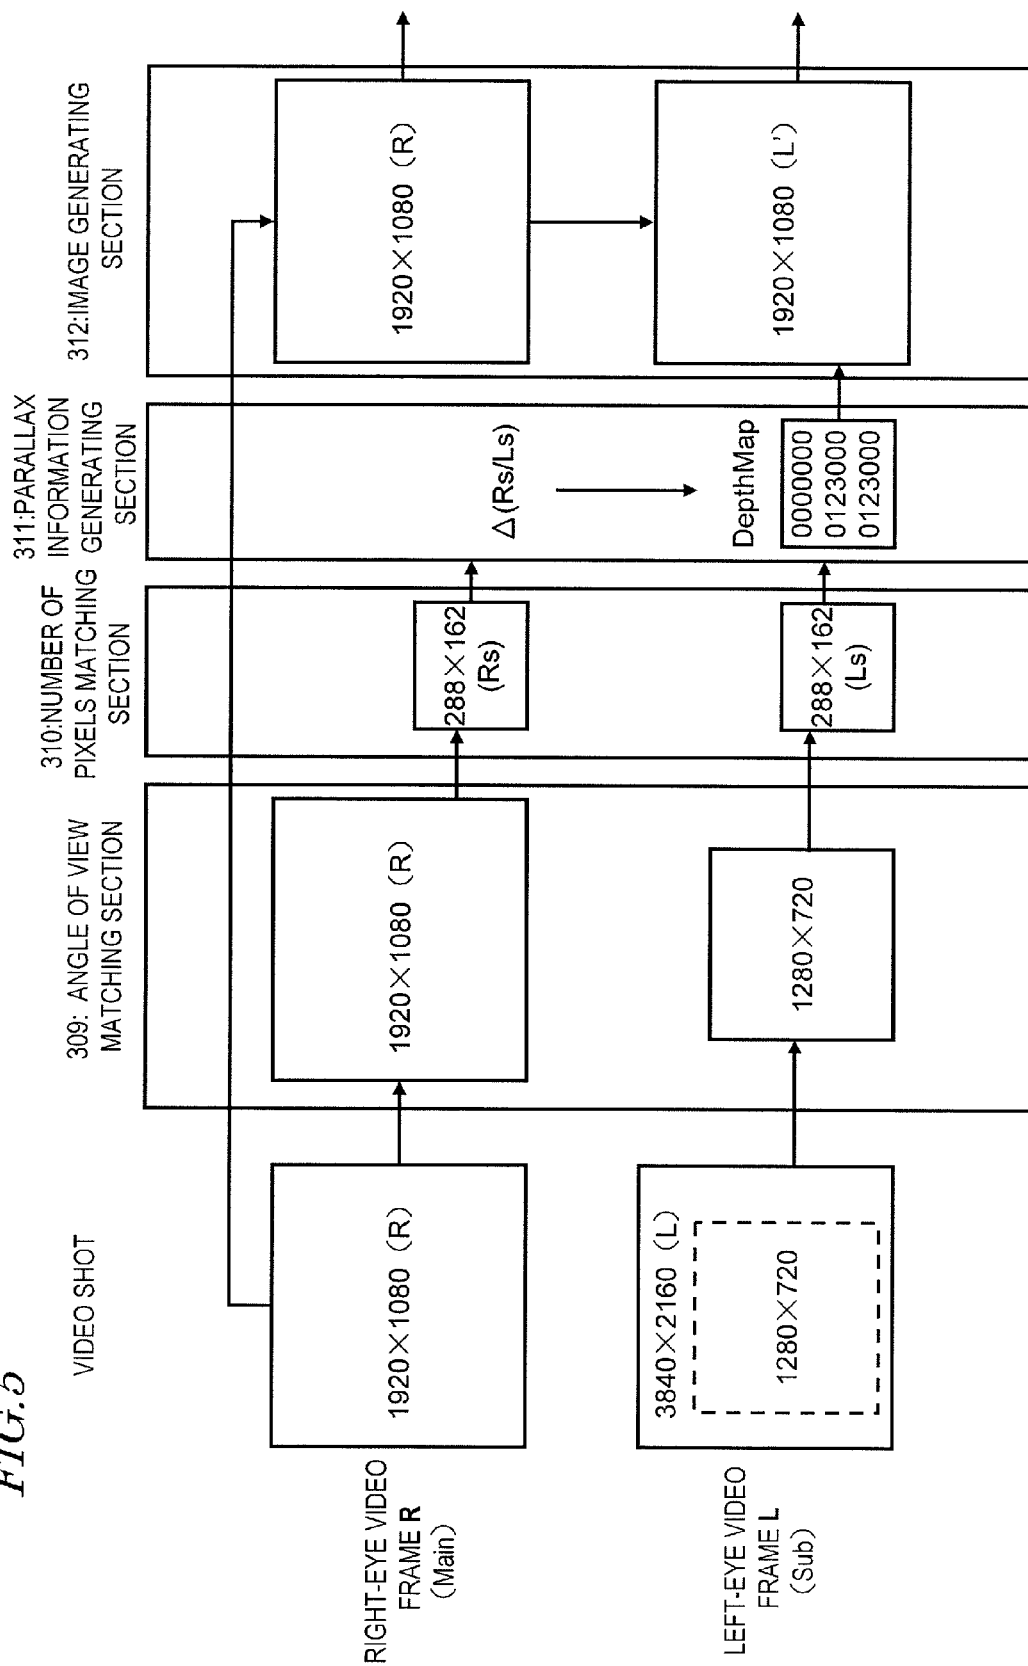 FIG.5
VIDEO SHOT
309: ANGLE OF VIEW
MATCHING SECTION
310:NUMBER OF
PIXELS MATCHING
SECTION
311:PARALLAX
INFORMATION
GENERATING
SECTION
312:IMAGE GENERATING
SECTION
RIGHT-EYE VIDEO
FRAME R
(Main)
1920×1080 (R)
1920×1080 (R)
288×162
(Rs)
Δ(Rs/Ls)
1920×1080 (R)
LEFT-EYE VIDEO
FRAME L
(Sub)
3840×2160 (L)
1280×720
1280×720
288×162
(Ls)
DepthMap
0000000
0123000
0123000
1920×1080 (L')